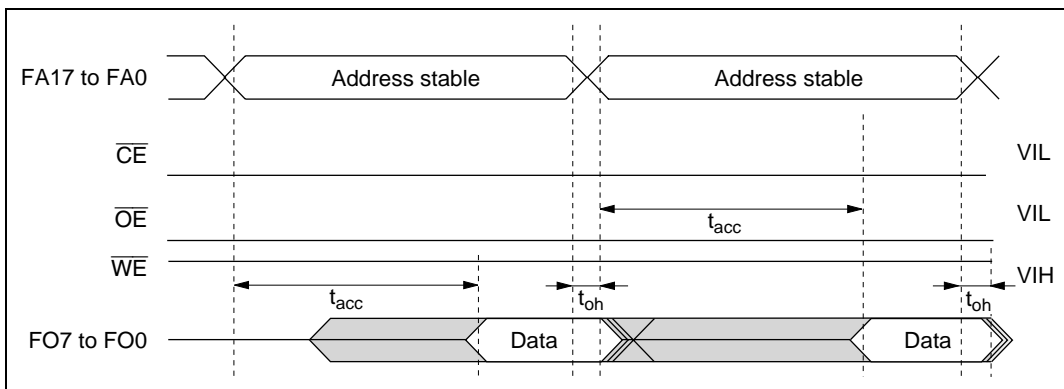 FA17 to FA0 Address stable Address stable
CE VIL
OE VIL
tacc
WE VIH
tacc toh toh
FO7 to FO0 Data Data